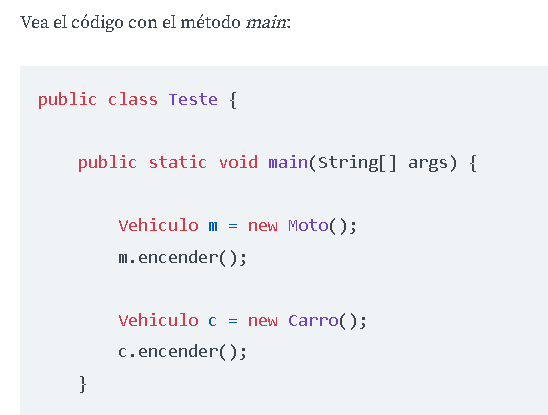 Vea el código con el método main:
public class Teste {
public static void main(String[] args) {
Vehiculo m = new Moto();
m.encender();
Vehiculo c = new Carro();
c.encender();
}